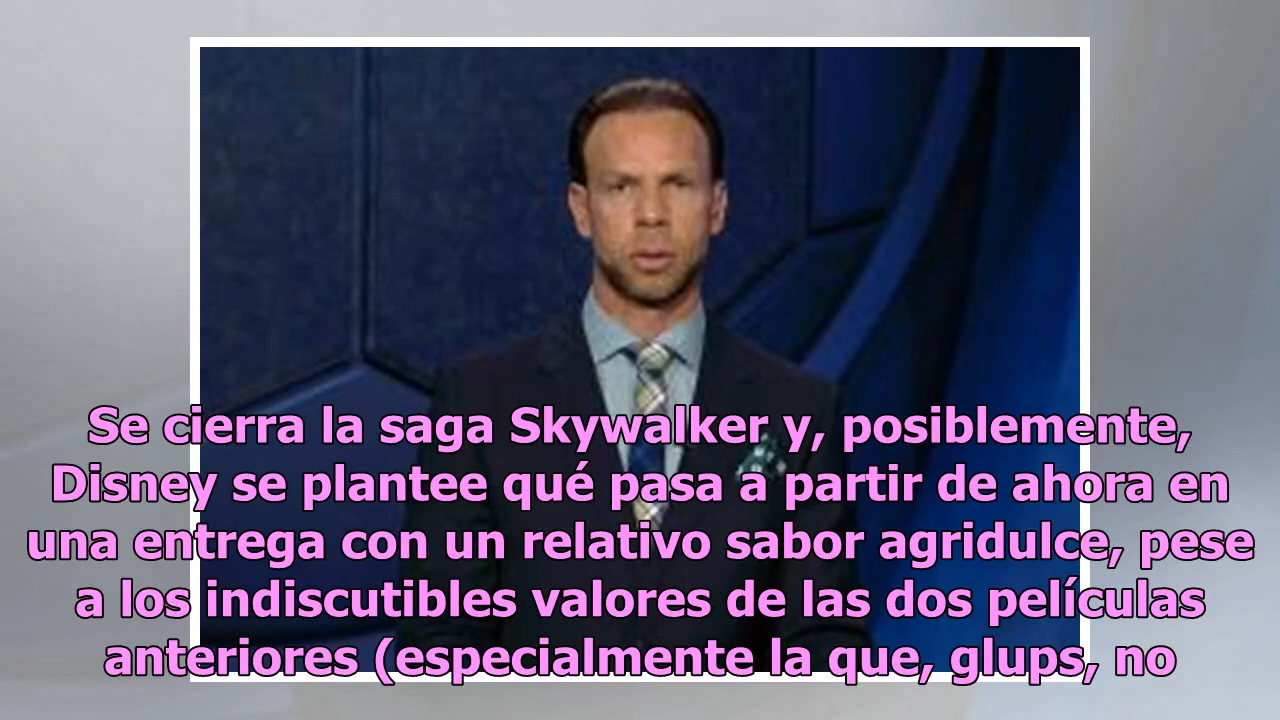 Se cierra la saga Skywalker y, posiblemente,
Disney se plantee qué pasa a partir de ahora en
una entrega con un relativo sabor agridulce, pese
a los indiscutibles valores de las dos películas
anteriores (especialmente la que, glups, no